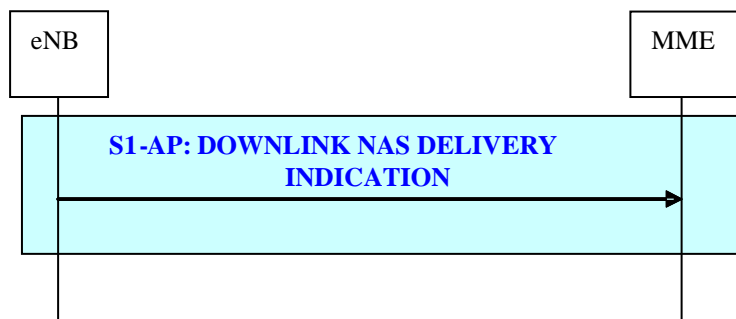 eNB
MME
S1-AP: DOWNLINK NAS DELIVERY
INDICATION